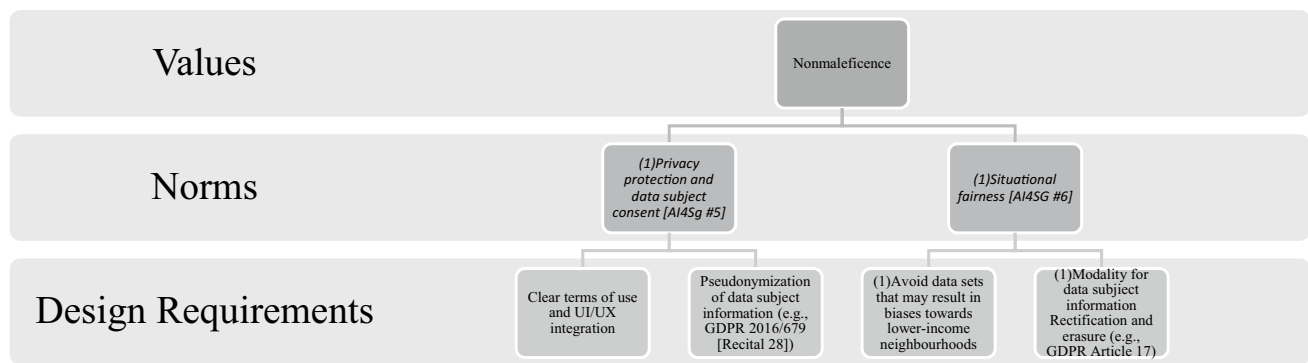 Values
Nonmaleficence
Norms
(1)Privacy
protection and
data subject
consent [AI4Sg #5]
(1)Situational
fairness [AI4SG #6]
Design Requirements
Clear terms of use
and UI/UX
integration
Pseudonymization
of data subject
information (e.g.,
GDPR 2016/679
[Recital 28])
(1)Avoid data sets
that may result in
biases towards
lower-income
neighbourhoods
(1)Modality for
data subject
information
Rectification and
erasure (e.g.,
GDPR Article 17)